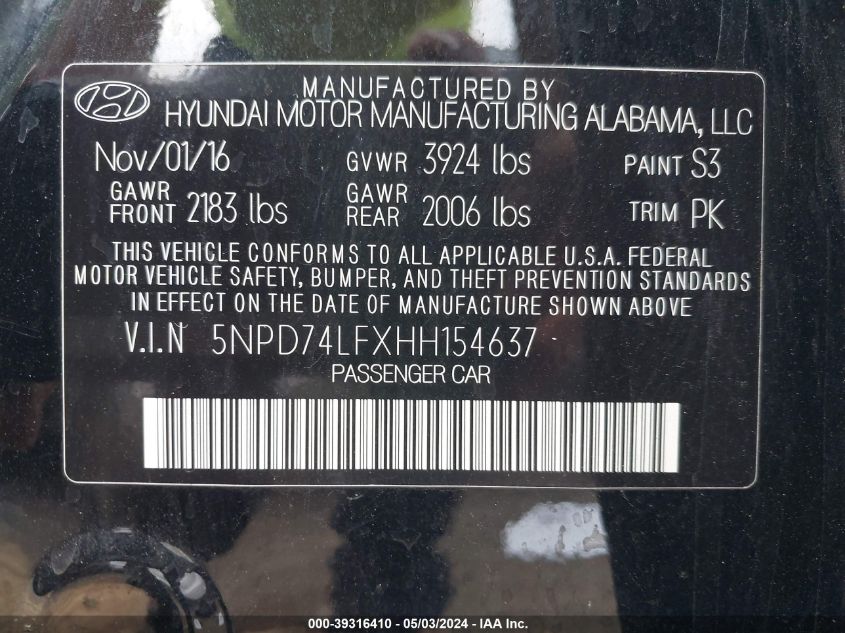 MANUFACTURED BY
HYUNDAI MOTOR MANUFACTURING ALABAMA, LLC
Nov/01/16 GVWR 3924 lbs PAINT S3
GAWR FRONT 2183 lbs GAWR REAR 2006 lbs TRIM PK
THIS VEHICLE CONFORMS TO ALL APPLICABLE U.S.A. FEDERAL
MOTOR VEHICLE SAFETY, BUMPER, AND THEFT PREVENTION STANDARDS
IN EFFECT ON THE DATE OF MANUFACTURE SHOWN ABOVE
V.I.N 5NPD74LFXHH154637
PASSENGER CAR
000-39316410 - 05/03/2024 - IAA Inc.